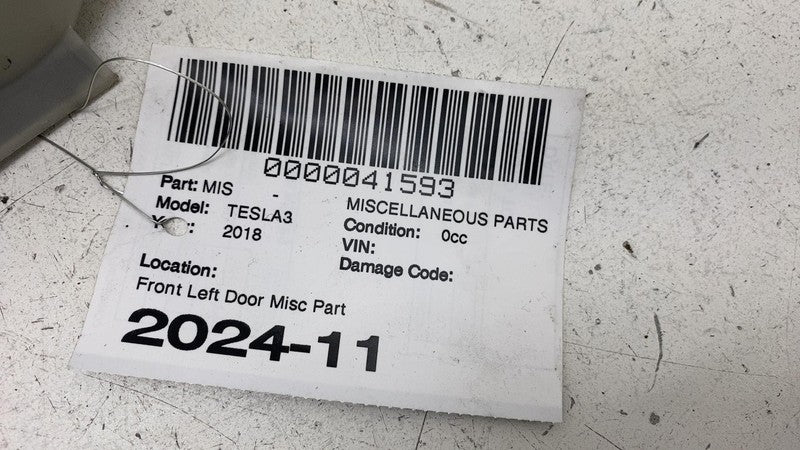 0000041593
Part: MIS - MISCELLANEOUS PARTS
Model: TESLA3 Condition: 0cc
2018 VIN:
Damage Code:
Location:
Front Left Door Misc Part
2024-11